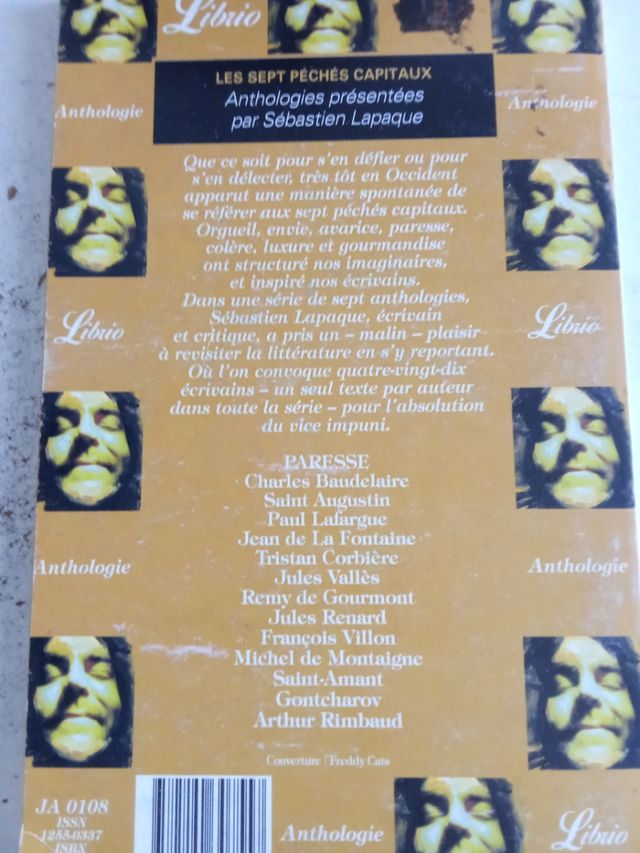 Librio
LES SEPT PÉCHÉS CAPITAUX
Anthologies présentées
par Sébastien Lapaque
Anthologie
Anthologie
Que ce soit pour s'en défier ou pour
s'en délecter, très tôt en Occident
apparut une manière spontanée de
se référer aux sept péchés capitaux.
Orgueil, envie, avarice, paresse,
colère, luxure et gourmandise
ont structuré nos imaginaires,
et inspiré nos écrivains.
Dans une série de sept anthologies,
Sébastien Lapaque, écrivain
et critique, a pris un – malin – plaisir
à revisiter la littérature en s'y reportant.
Où l'on convoque quatre-vingt-dix
écrivains – un seul texte par auteur
dans toute la série – pour l'absolution
du vice impuni.
Librio
Librio
PARESSE
Charles Baudelaire
Saint Augustin
Paul Lafargue
Jean de La Fontaine
Tristan Corbière
Jules Vallès
Remy de Gourmont
Jules Renard
François Villon
Michel de Montaigne
Saint-Amant
Gontcharov
Arthur Rimbaud
Anthologie
Anthologie
Couverture : Freddy Cats
JA 0108
ISSN
1255-0337
ISBN
Anthologie
Librio